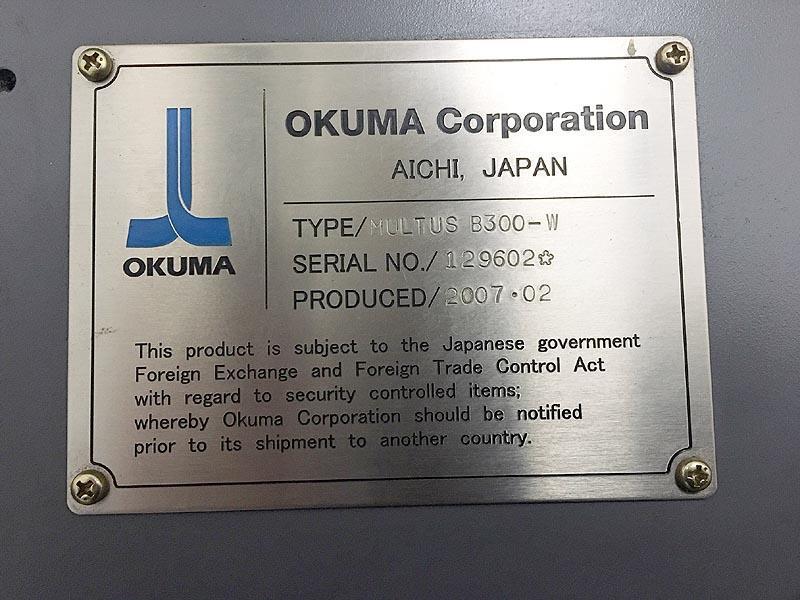 OKUMA
OKUMA Corporation
AICHI, JAPAN
TYPE/MULTUS B300-W
SERIAL NO./129602☆
PRODUCED/2007・02
This product is subject to the Japanese government
Foreign Exchange and Foreign Trade Control Act
with regard to security controlled items;
whereby Okuma Corporation should be notified
prior to its shipment to another country.